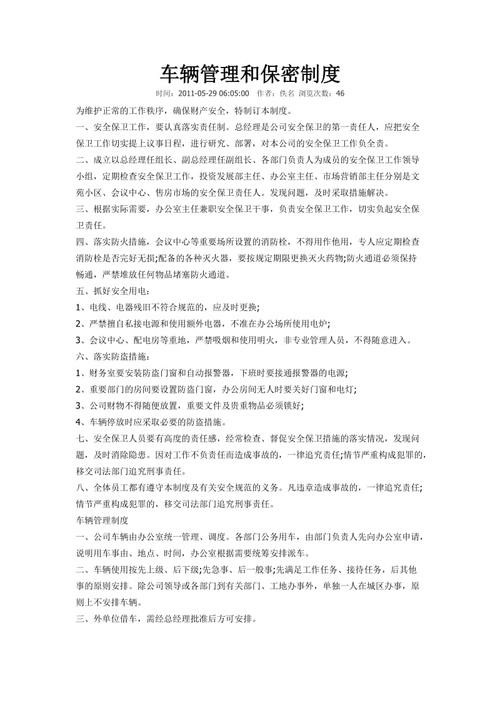 车辆管理和保密制度
时间：2011-05-29 06:05:00 作者：佚名 浏览次数：46
为维护正常的工作秩序，确保财产安全，特制订本制度。
一、安全保卫工作，要认真落实责任制。总经理是公司安全保卫的第一责任人，应把安全
保卫工作切实提上议事日程，进行研究、部署，对本公司的安全保卫工作负全责。
二、成立以总经理任组长、副总经理任副组长、各部门负责人为成员的安全保卫工作领导
小组，定期检查安全保卫工作，投资发展部主任、办公室主任、市场营销部主任分别是文
苑小区、会议中心、售房市场的安全保卫责任人。发现问题，及时采取措施解决。
三、根据实际需要，办公室主任兼职安全保卫干事，负责安全保卫工作，切实负起安全保
卫责任。
四、落实防火措施，会议中心等重要场所设置的消防栓，不得用作他用，专人应定期检查
消防栓是否完好无损;配备的各种灭火器，要按规定期限更换灭火药物;防火通道必须保持
畅通，严禁堆放任何物品堵塞防火通道。
五、抓好安全用电：
1、电线、电器残旧不符合规范的，应及时更换;
2、严禁擅自私接电源和使用额外电器，不准在办公场所使用电炉;
3、会议中心、配电房等重地，严禁吸烟和使用明火，非专业管理人员，不得随意进入。
六、落实防盗措施：
1、财务室要安装防盗门窗和自动报警器，下班时要接通报警器的电源;
2、重要部门的房间要设置防盗门窗，办公房间无人时要关好门窗和电灯;
3、公司财物不得随便放置，重要文件及贵重物品必须锁好;
4、车辆停放时应采取必要的防盗措施。
七、安全保卫人员要有高度的责任感，经常检查、督促安全保卫措施的落实情况，发现问
题，及时消除隐患。因对工作不负责任而造成事故的，一律追究责任;情节严重构成犯罪的，
移交司法部门追究刑事责任。
八、全体员工都有遵守本制度及有关安全规范的义务。凡违章造成事故的，一律追究责任;
情节严重构成犯罪的，移交司法部门追究刑事责任。
车辆管理制度
一、公司车辆由办公室统一管理、调度。各部门公务用车，由部门负责人先向办公室申请，
说明用车事由、地点、时间，办公室根据需要统筹安排派车。
二、车辆使用按先上级、后下级;先急事、后一般事;先满足工作任务、接待任务，后其他
事的原则安排。除公司领导或各部门到有关部门、工地办事外，单独一人在城区办事，原
则上不安排车辆。
三、外单位借车，需经总经理批准后方可安排。